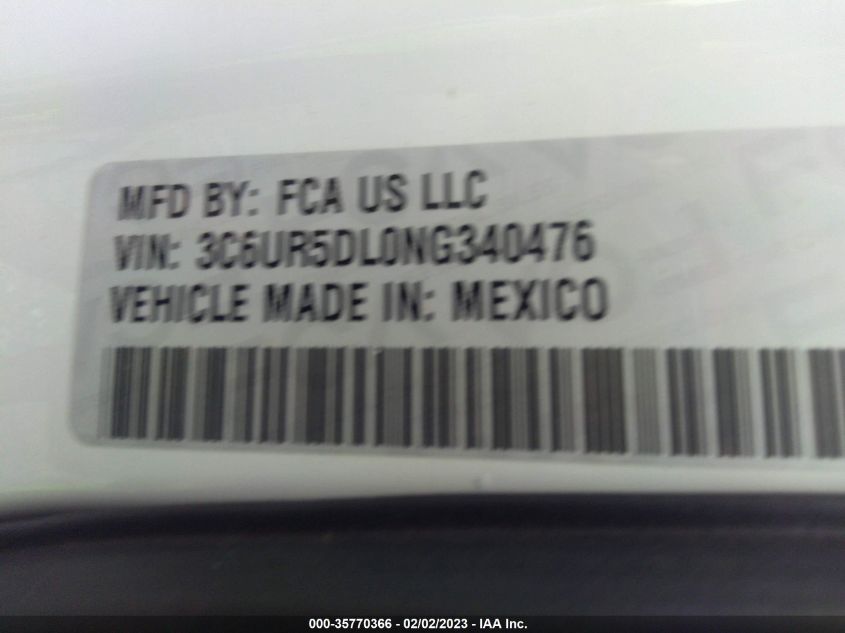 MFD BY: FCA US LLC
VIN: 3C6UR5DL0NG340476
VEHICLE MADE IN: MEXICO
000-35770366 - 02/02/2023 - IAA Inc.